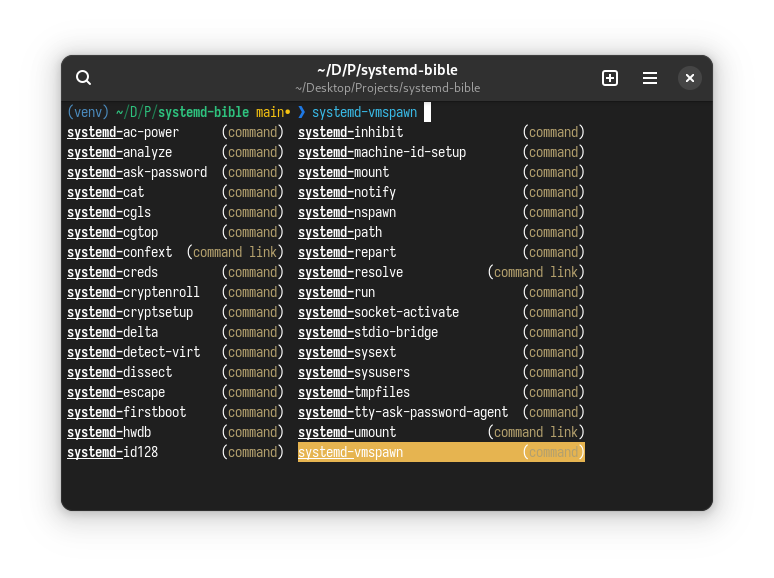 ~/D/P/systemd-bible
~/Desktop/Projects/systemd-bible
(venv) ~/D/P/systemd-bible main• ❯ systemd-vmspawn
systemd-ac-power (command) systemd-inhibit (command)
systemd-analyze (command) systemd-machine-id-setup (command)
systemd-ask-password (command) systemd-mount (command)
systemd-cat (command) systemd-notify (command)
systemd-cgls (command) systemd-nspawn (command)
systemd-cgtop (command) systemd-path (command)
systemd-confext (command link) systemd-repart (command)
systemd-creds (command) systemd-resolve (command link)
systemd-cryptenroll (command) systemd-run (command)
systemd-cryptsetup (command) systemd-socket-activate (command)
systemd-delta (command) systemd-stdio-bridge (command)
systemd-detect-virt (command) systemd-sysext (command)
systemd-dissect (command) systemd-sysusers (command)
systemd-escape (command) systemd-tmpfiles (command)
systemd-firstboot (command) systemd-tty-ask-password-agent (command)
systemd-hwdb (command) systemd-umount (command link)
systemd-id128 (command) systemd-vmspawn (command)